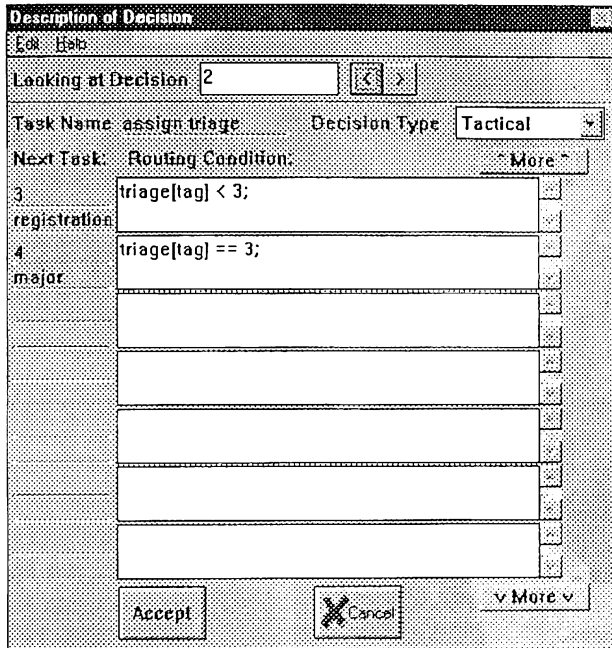 Description of Decision
Edit Help
Looking at Decision 2 < >
Task Name assign triage Decision Type Tactical
Next Task: Routing Condition: ^ More ^
3 triage[tag] < 3;
registration
4 triage[tag] == 3;
major
Accept Cancel v More v